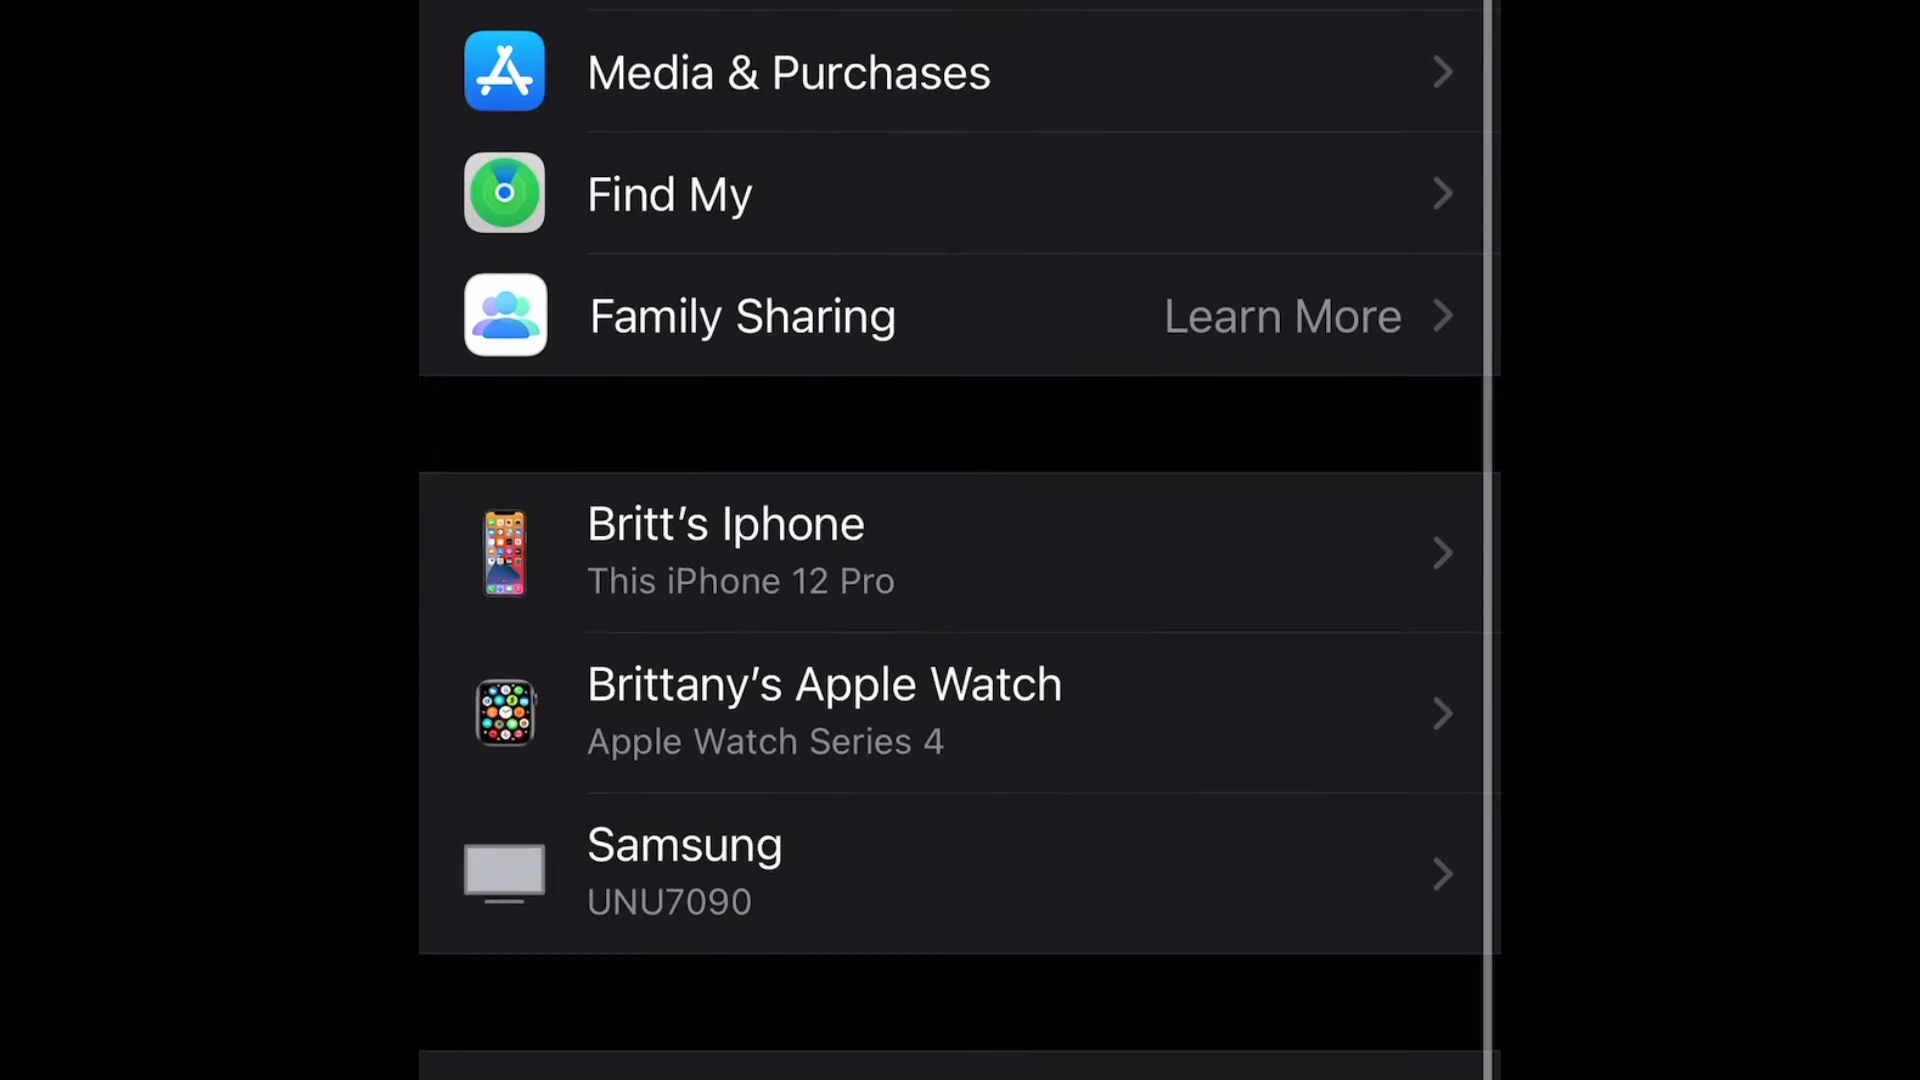 Media & Purchases
Find My
Family Sharing Learn More
Britt’s Iphone
This iPhone 12 Pro
Brittany’s Apple Watch
Apple Watch Series 4
Samsung
UNU7090